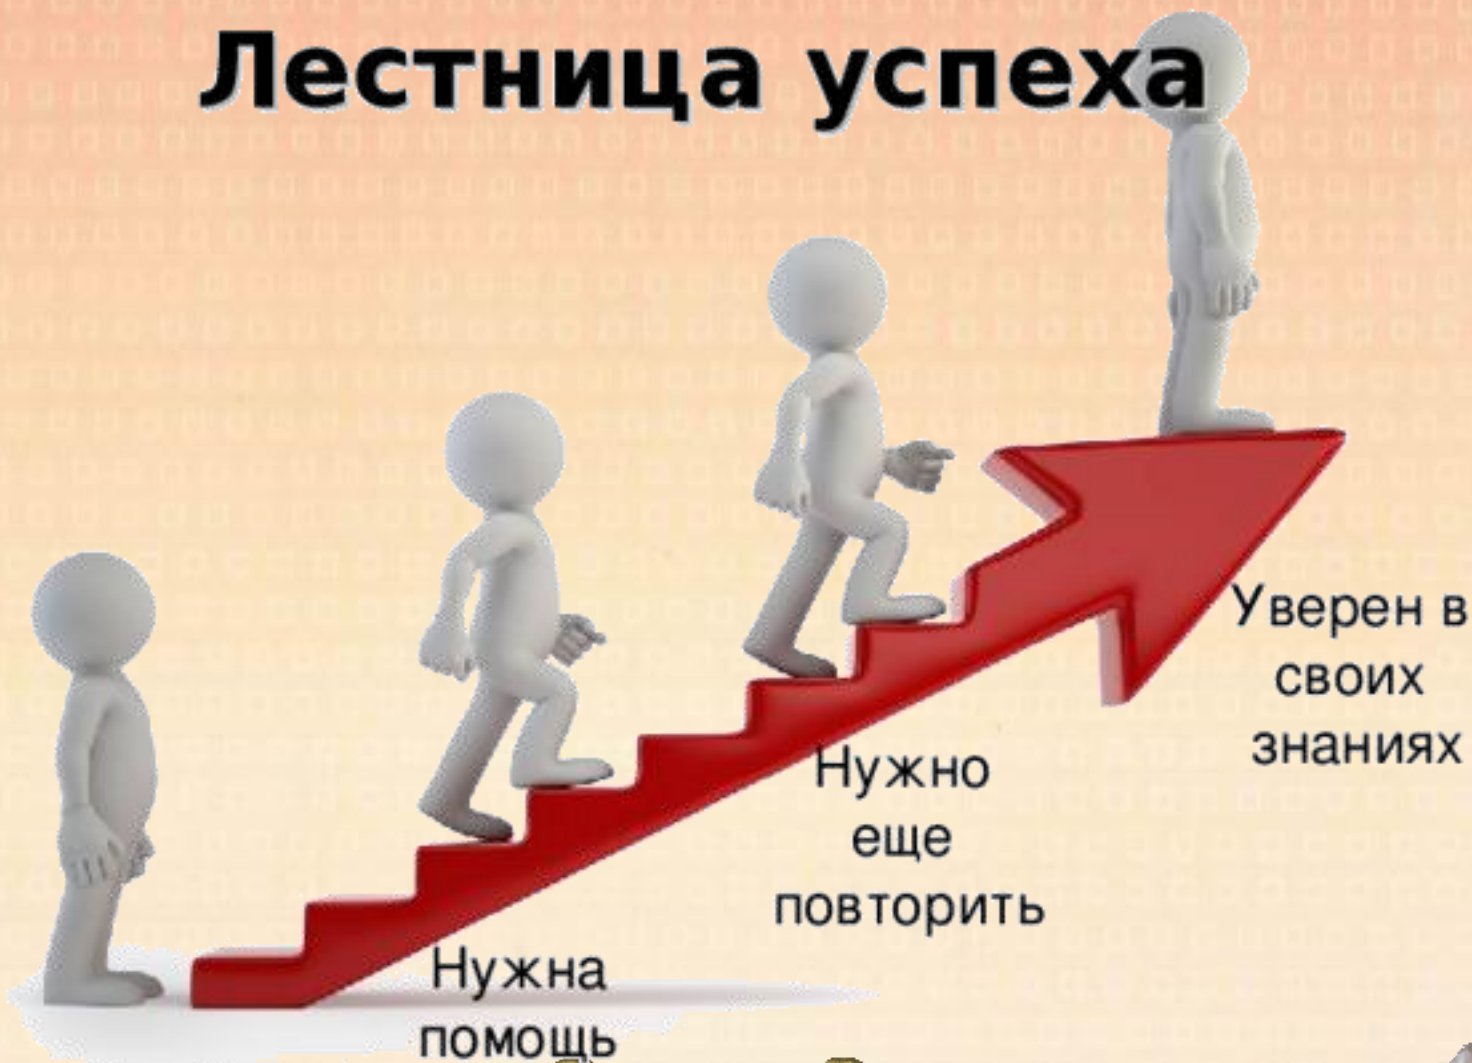 Лестница успеха
Уверен в
своих
знаниях
Нужно
еще
повторить
Нужна
помощь